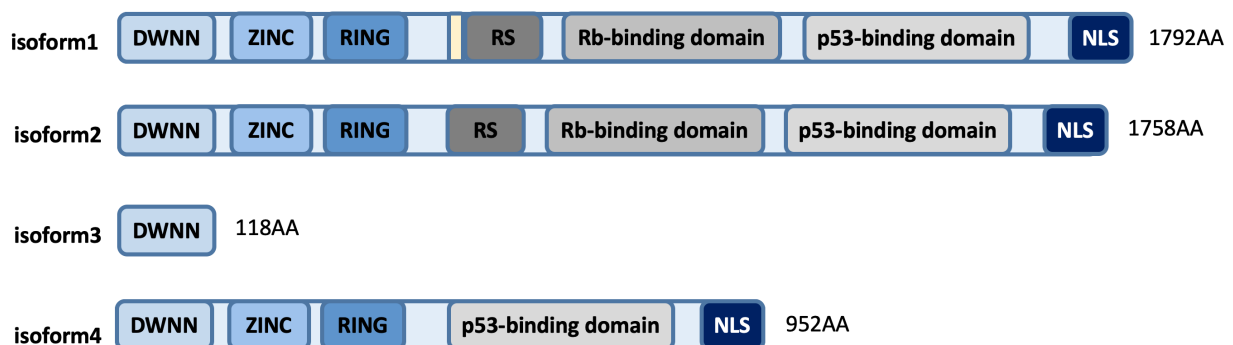 isoform1 DWNN ZINC RING RS Rb-binding domain p53-binding domain NLS 1792AA
isoform2 DWNN ZINC RING RS Rb-binding domain p53-binding domain NLS 1758AA
isoform3 DWNN 118AA
isoform4 DWNN ZINC RING p53-binding domain NLS 952AA